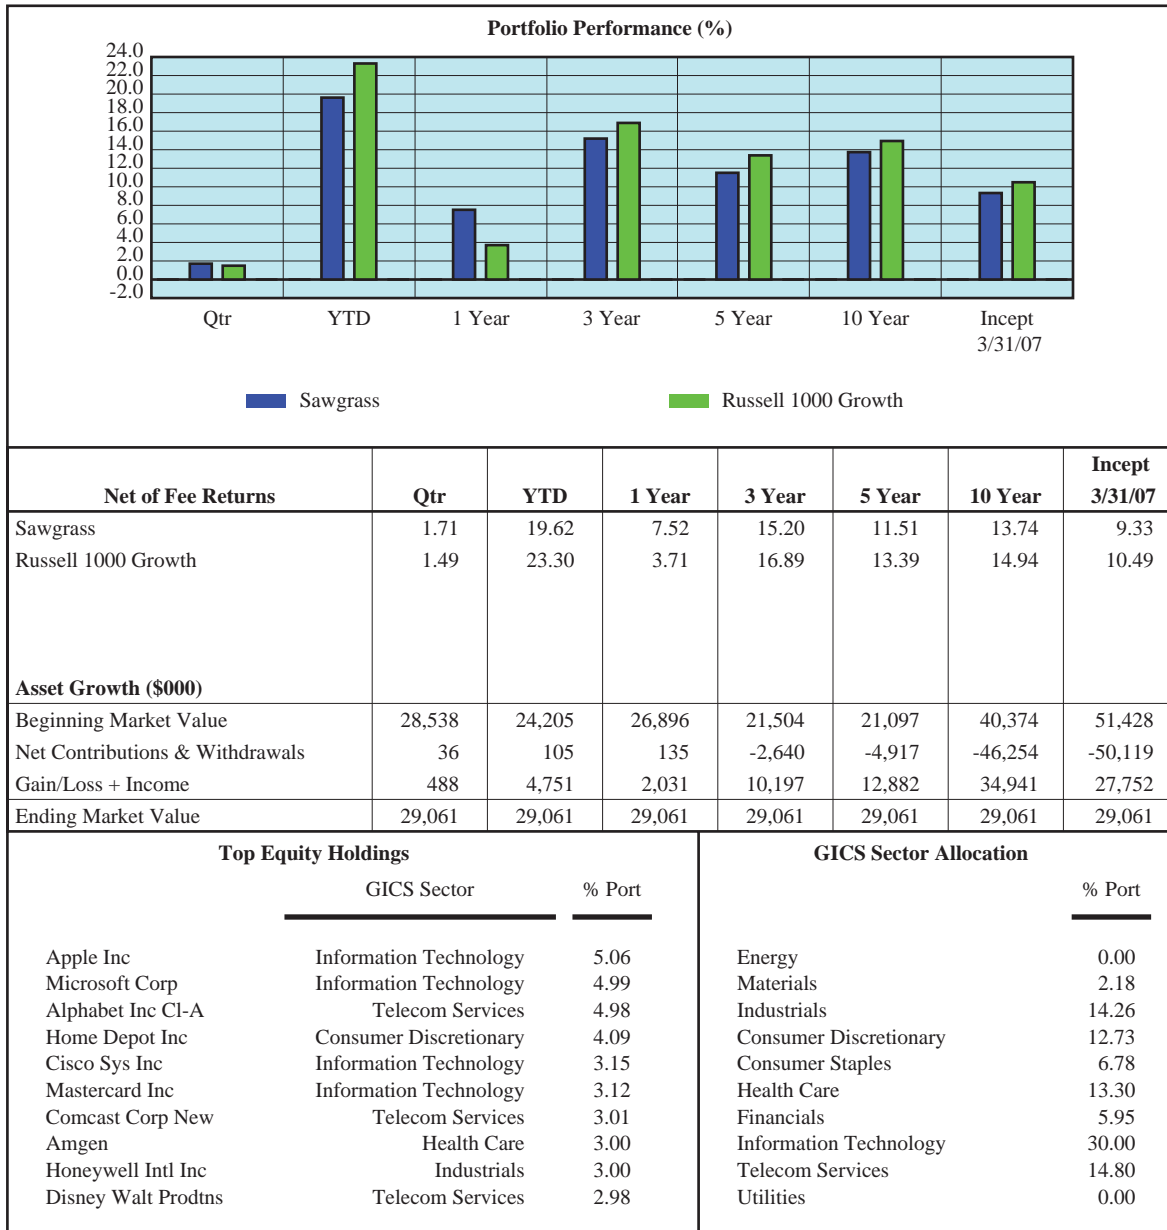 Portfolio Performance (%)
24.0
22.0
20.0
18.0
16.0
14.0
12.0
10.0
8.0
6.0
4.0
2.0
0.0
-2.0
Qtr YTD 1 Year 3 Year 5 Year 10 Year Incept
3/31/07
Sawgrass Russell 1000 Growth
Incept
Net of Fee Returns Qtr YTD 1 Year 3 Year 5 Year 10 Year 3/31/07
Sawgrass 1.71 19.62 7.52 15.20 11.51 13.74 9.33
Russell 1000 Growth 1.49 23.30 3.71 16.89 13.39 14.94 10.49
Asset Growth ($000)
Beginning Market Value 28,538 24,205 26,896 21,504 21,097 40,374 51,428
Net Contributions & Withdrawals 36 105 135 -2,640 -4,917 -46,254 -50,119
Gain/Loss + Income 488 4,751 2,031 10,197 12,882 34,941 27,752
Ending Market Value 29,061 29,061 29,061 29,061 29,061 29,061 29,061
Top Equity Holdings
GICS Sector % Port
Apple Inc Information Technology 5.06
Microsoft Corp Information Technology 4.99
Alphabet Inc Cl-A Telecom Services 4.98
Home Depot Inc Consumer Discretionary 4.09
Cisco Sys Inc Information Technology 3.15
Mastercard Inc Information Technology 3.12
Comcast Corp New Telecom Services 3.01
Amgen Health Care 3.00
Honeywell Intl Inc Industrials 3.00
Disney Walt Prodtns Telecom Services 2.98
GICS Sector Allocation
% Port
Energy 0.00
Materials 2.18
Industrials 14.26
Consumer Discretionary 12.73
Consumer Staples 6.78
Health Care 13.30
Financials 5.95
Information Technology 30.00
Telecom Services 14.80
Utilities 0.00